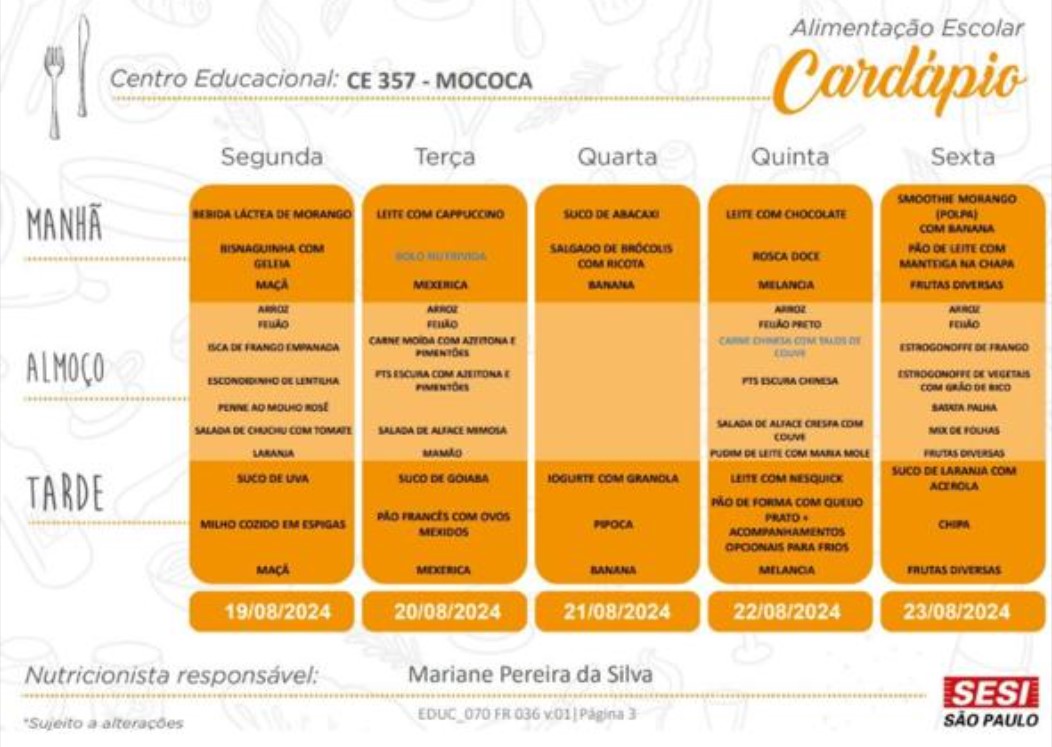 Alimentação Escolar
Cardápio
Centro Educacional: CE 357 - MOCOCA
Segunda
Terça
Quarta
Quinta
Sexta
MANHÃ
BEBIDA LÁCTEA DE MORANGO
BISNAGUINHA COM
GELEIA
MAÇÃ
LEITE COM CAPPUCCINO
BOLO NUTRIVIDA
MEXERICA
SUCO DE ABACAXI
SALGADO DE BRÓCOLIS
COM RICOTA
BANANA
LEITE COM CHOCOLATE
ROSCA DOCE
MELANCIA
SMOOTHIE MORANGO
(POLPA)
COM BANANA
PÃO DE LEITE COM
MANTEIGA NA CHAPA
FRUTAS DIVERSAS
ALMOÇO
ARROZ
FEIJÃO
ISCA DE FRANGO EMPANADA
ESCONDIDINHO DE LENTILHA
PENNE AO MOLHO ROSÊ
SALADA DE CHUCHU COM TOMATE
LARANJA
ARROZ
FEIJÃO
CARNE MOÍDA COM AZEITONA E
PIMENTÕES
PTS ESCURA COM AZEITONA E
PIMENTÕES
SALADA DE ALFACE MIMOSA
MAMÃO
ARROZ
FEIJÃO PRETO
CARNE CHINESA COM TALOS DE
COUVE
PTS ESCURA CHINESA
SALADA DE ALFACE CRESPA COM
COUVE
PUDIM DE LEITE COM MARIA MOLE
ARROZ
FEIJÃO
ESTROGONOFFE DE FRANGO
ESTROGONOFFE DE VEGETAIS
COM GRÃO DE BICO
BATATA PALHA
MIX DE FOLHAS
FRUTAS DIVERSAS
TARDE
SUCO DE UVA
MILHO COZIDO EM ESPIGAS
MAÇÃ
SUCO DE GOIABA
PÃO FRANCÊS COM OVOS
MEXIDOS
MEXERICA
IOGURTE COM GRANOLA
PIPOCA
BANANA
LEITE COM NESQUICK
PÃO DE FORMA COM QUEIJO
PRATO +
ACOMPANHAMENTOS
OPCIONAIS PARA FRIOS
MELANCIA
SUCO DE LARANJA COM
ACEROLA
CHIPA
FRUTAS DIVERSAS
19/08/2024
20/08/2024
21/08/2024
22/08/2024
23/08/2024
Nutricionista responsável: Mariane Pereira da Silva
EDUC_070 FR 036 v.01|Página 3
*Sujeito a alterações
SESI
SÃO PAULO